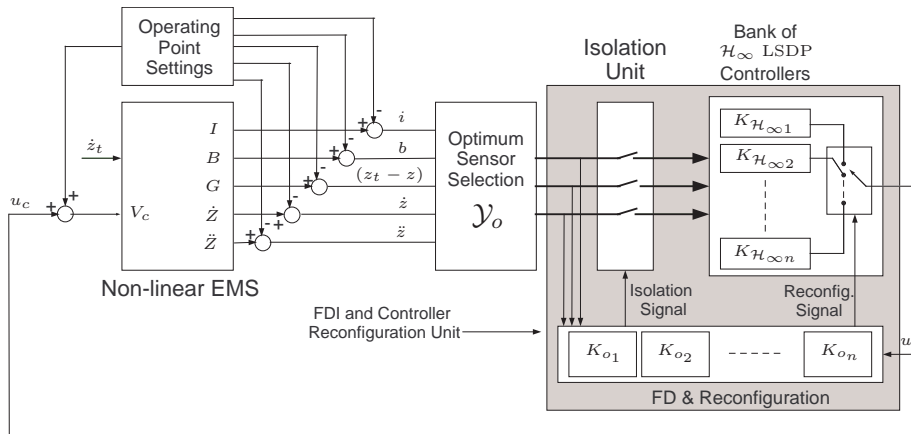 Operating
Point
Settings
Isolation
Unit
Bank of
ℋ∞ LSDP
Controllers
I
B
G
Ż
Z̈
V_c
ż_t
u_c
+
+
-
+
-
+
-
+
-
+
-
+
i
b
(z_t − z)
ż
z̈
Non-linear EMS
Optimum
Sensor
Selection
𝒴_o
K_ℋ∞1
K_ℋ∞2
K_ℋ∞n
Isolation
Signal
Reconfig.
Signal
FDI and Controller
Reconfiguration Unit
K_o1
K_o2
K_on
u
FD & Reconfiguration